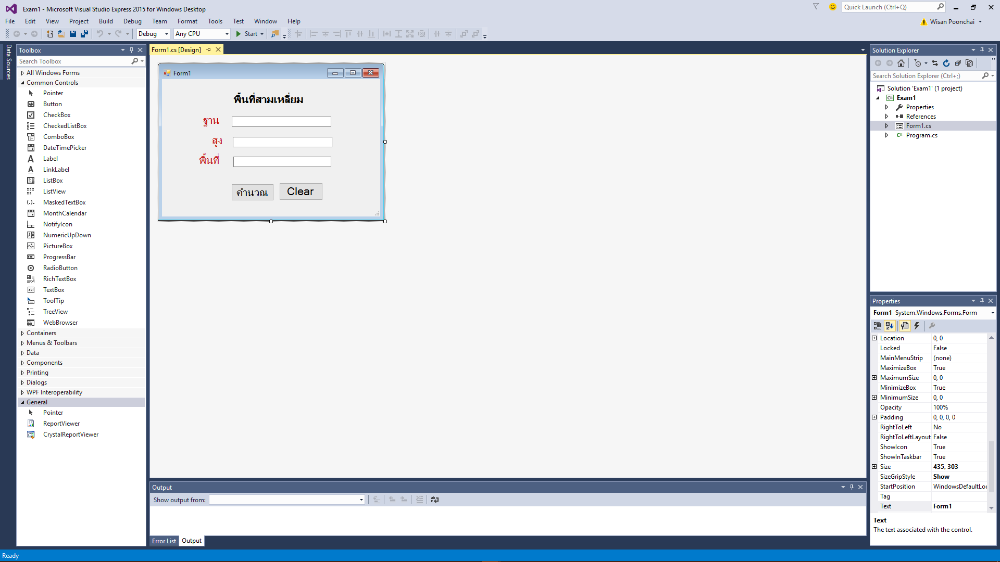 Exam1 - Microsoft Visual Studio Express 2015 for Windows Desktop
Quick Launch (Ctrl+Q)
File Edit View Project Build Debug Team Format Tools Test Window Help
Wisan Poonchai
Debug Any CPU Start
Data Sources
Toolbox
Search Toolbox
All Windows Forms
Common Controls
Pointer
Button
CheckBox
CheckedListBox
ComboBox
DateTimePicker
Label
LinkLabel
ListBox
ListView
MaskedTextBox
MonthCalendar
NotifyIcon
NumericUpDown
PictureBox
ProgressBar
RadioButton
RichTextBox
TextBox
ToolTip
TreeView
WebBrowser
Containers
Menus & Toolbars
Data
Components
Printing
Dialogs
WPF Interoperability
General
Pointer
ReportViewer
CrystalReportViewer
Form1.cs [Design]
Form1
พื้นที่สามเหลี่ยม
ฐาน
สูง
พื้นที่
คำนวณ Clear
Output
Show output from:
Error List Output
Solution Explorer
Search Solution Explorer (Ctrl+;)
Solution 'Exam1' (1 project)
Exam1
Properties
References
Form1.cs
Program.cs
Properties
Form1 System.Windows.Forms.Form
Location 0, 0
Locked False
MainMenuStrip (none)
MaximizeBox True
MaximumSize 0, 0
MinimizeBox True
MinimumSize 0, 0
Opacity 100%
Padding 0, 0, 0, 0
RightToLeft No
RightToLeftLayout False
ShowIcon True
ShowInTaskbar True
Size 435, 303
SizeGripStyle Show
StartPosition WindowsDefaultLoc
Tag
Text Form1
Text
The text associated with the control.
Ready